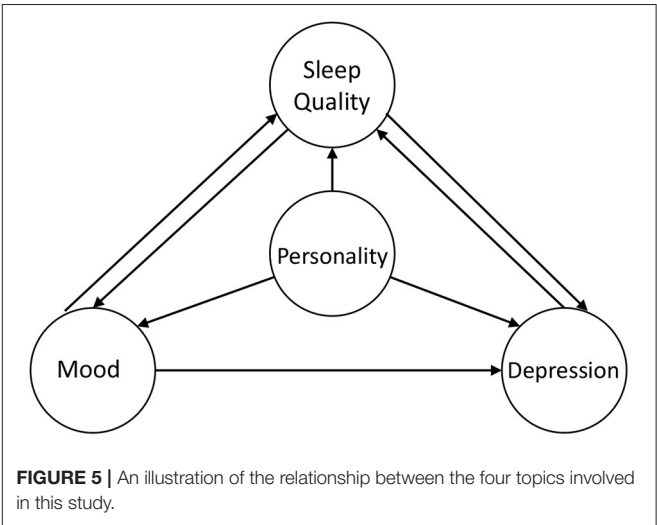 Sleep
Quality
Personality
Mood
Depression
FIGURE 5 | An illustration of the relationship between the four topics involved
in this study.